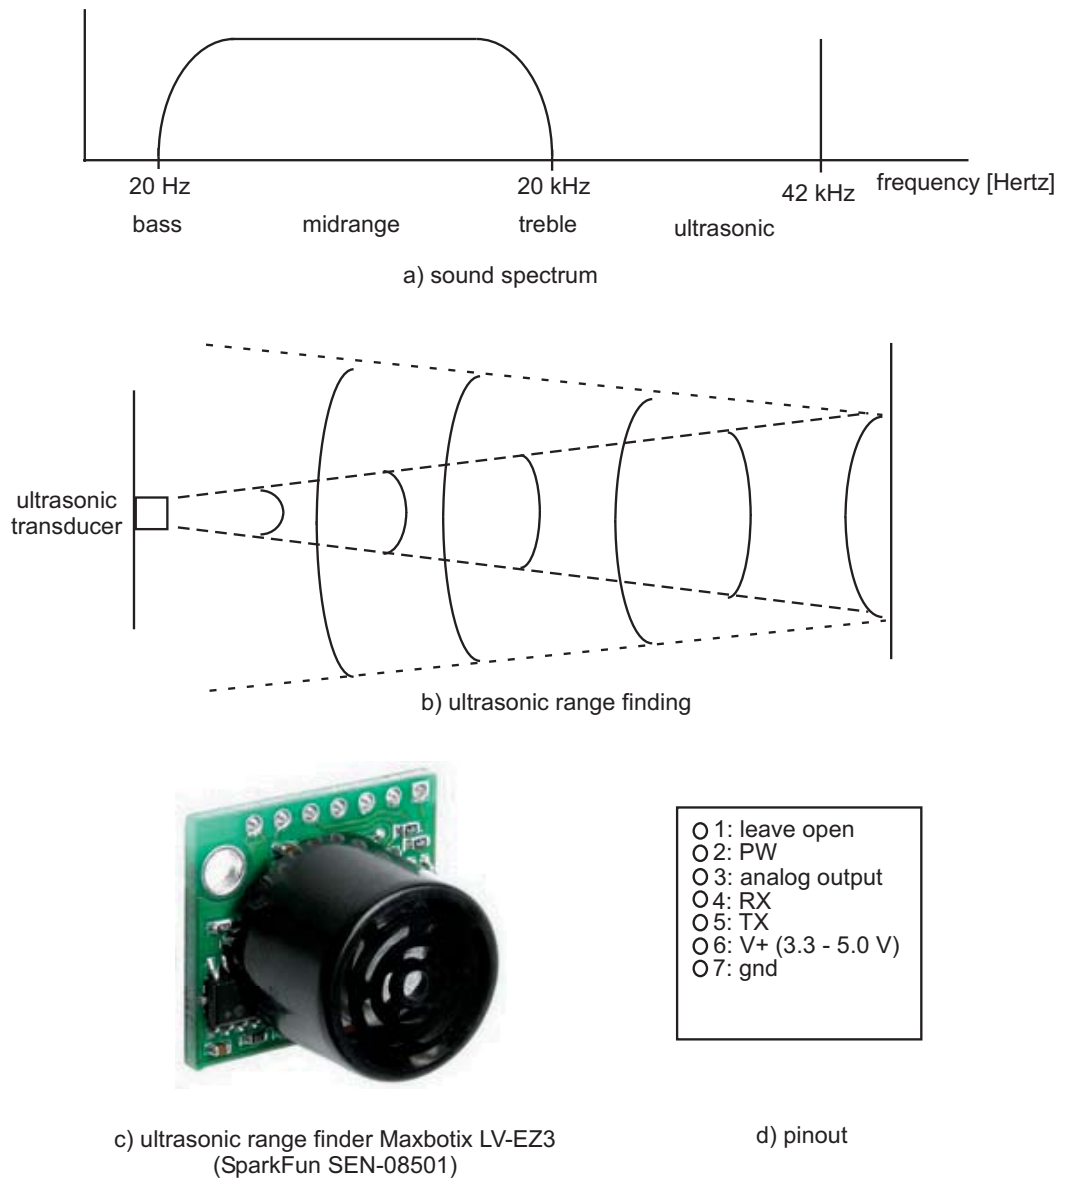 20 Hz
20 kHz
42 kHz
frequency [Hertz]
bass
midrange
treble
ultrasonic
a) sound spectrum
ultrasonic
transducer
b) ultrasonic range finding
1: leave open
2: PW
3: analog output
4: RX
5: TX
6: V+ (3.3 - 5.0 V)
7: gnd
c) ultrasonic range finder Maxbotix LV-EZ3
(SparkFun SEN-08501)
d) pinout